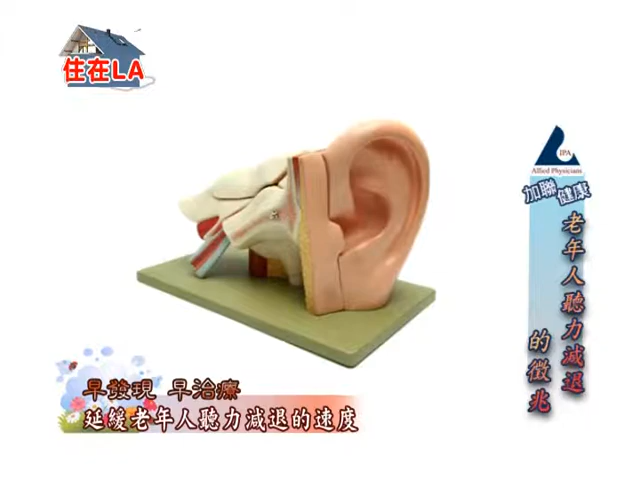 住在LA
IPA
Allied Physicians
加聯健康
老年人聽力減退
的徵兆
早發現 早治療
延緩老年人聽力減退的速度